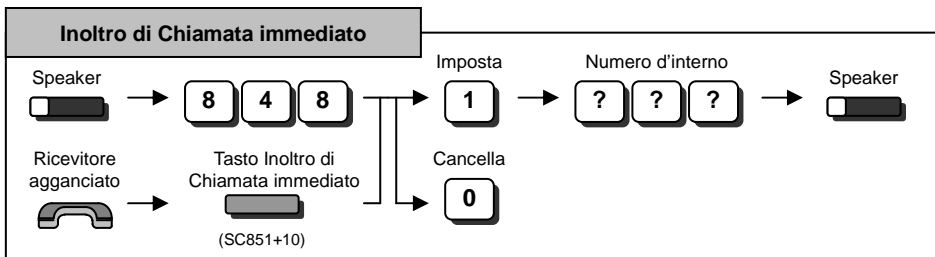 Inoltro di Chiamata immediato
Speaker
8 4 8
Imposta
1
Numero d'interno
? ? ?
Speaker
Ricevitore
agganciato
Tasto Inoltro di
Chiamata immediato
(SC851+10)
Cancella
0